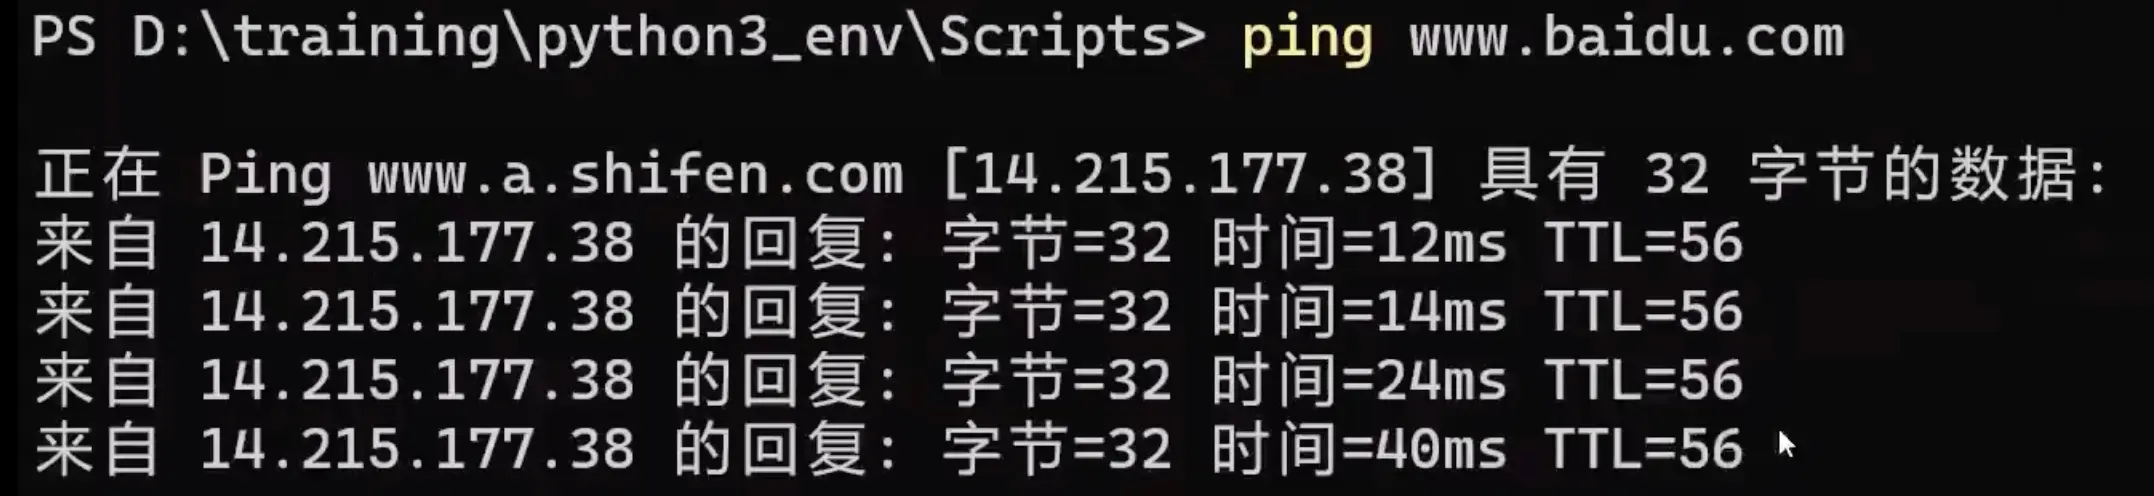 PS D:\training\python3_env\Scripts> ping www.baidu.com
正在 Ping www.a.shifen.com [14.215.177.38] 具有 32 字节的数据:
来自 14.215.177.38 的回复: 字节=32 时间=12ms TTL=56
来自 14.215.177.38 的回复: 字节=32 时间=14ms TTL=56
来自 14.215.177.38 的回复: 字节=32 时间=24ms TTL=56
来自 14.215.177.38 的回复: 字节=32 时间=40ms TTL=56